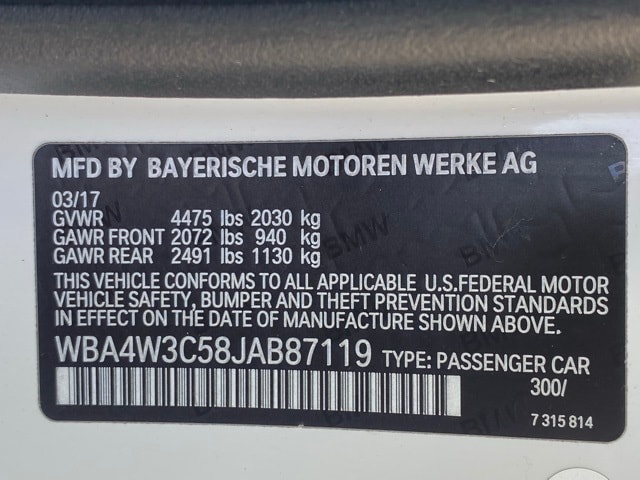 MFD BY BAYERISCHE MOTOREN WERKE AG
03/17
GVWR 4475 lbs 2030 kg
GAWR FRONT 2072 lbs 940 kg
GAWR REAR 2491 lbs 1130 kg
THIS VEHICLE CONFORMS TO ALL APPLICABLE U.S.FEDERAL MOTOR
VEHICLE SAFETY, BUMPER AND THEFT PREVENTION STANDARDS
IN EFFECT ON THE DATE OF MANUFACTURE SHOWN ABOVE.
WBA4W3C58JAB87119 TYPE: PASSENGER CAR
300/
7 315 814
BMW